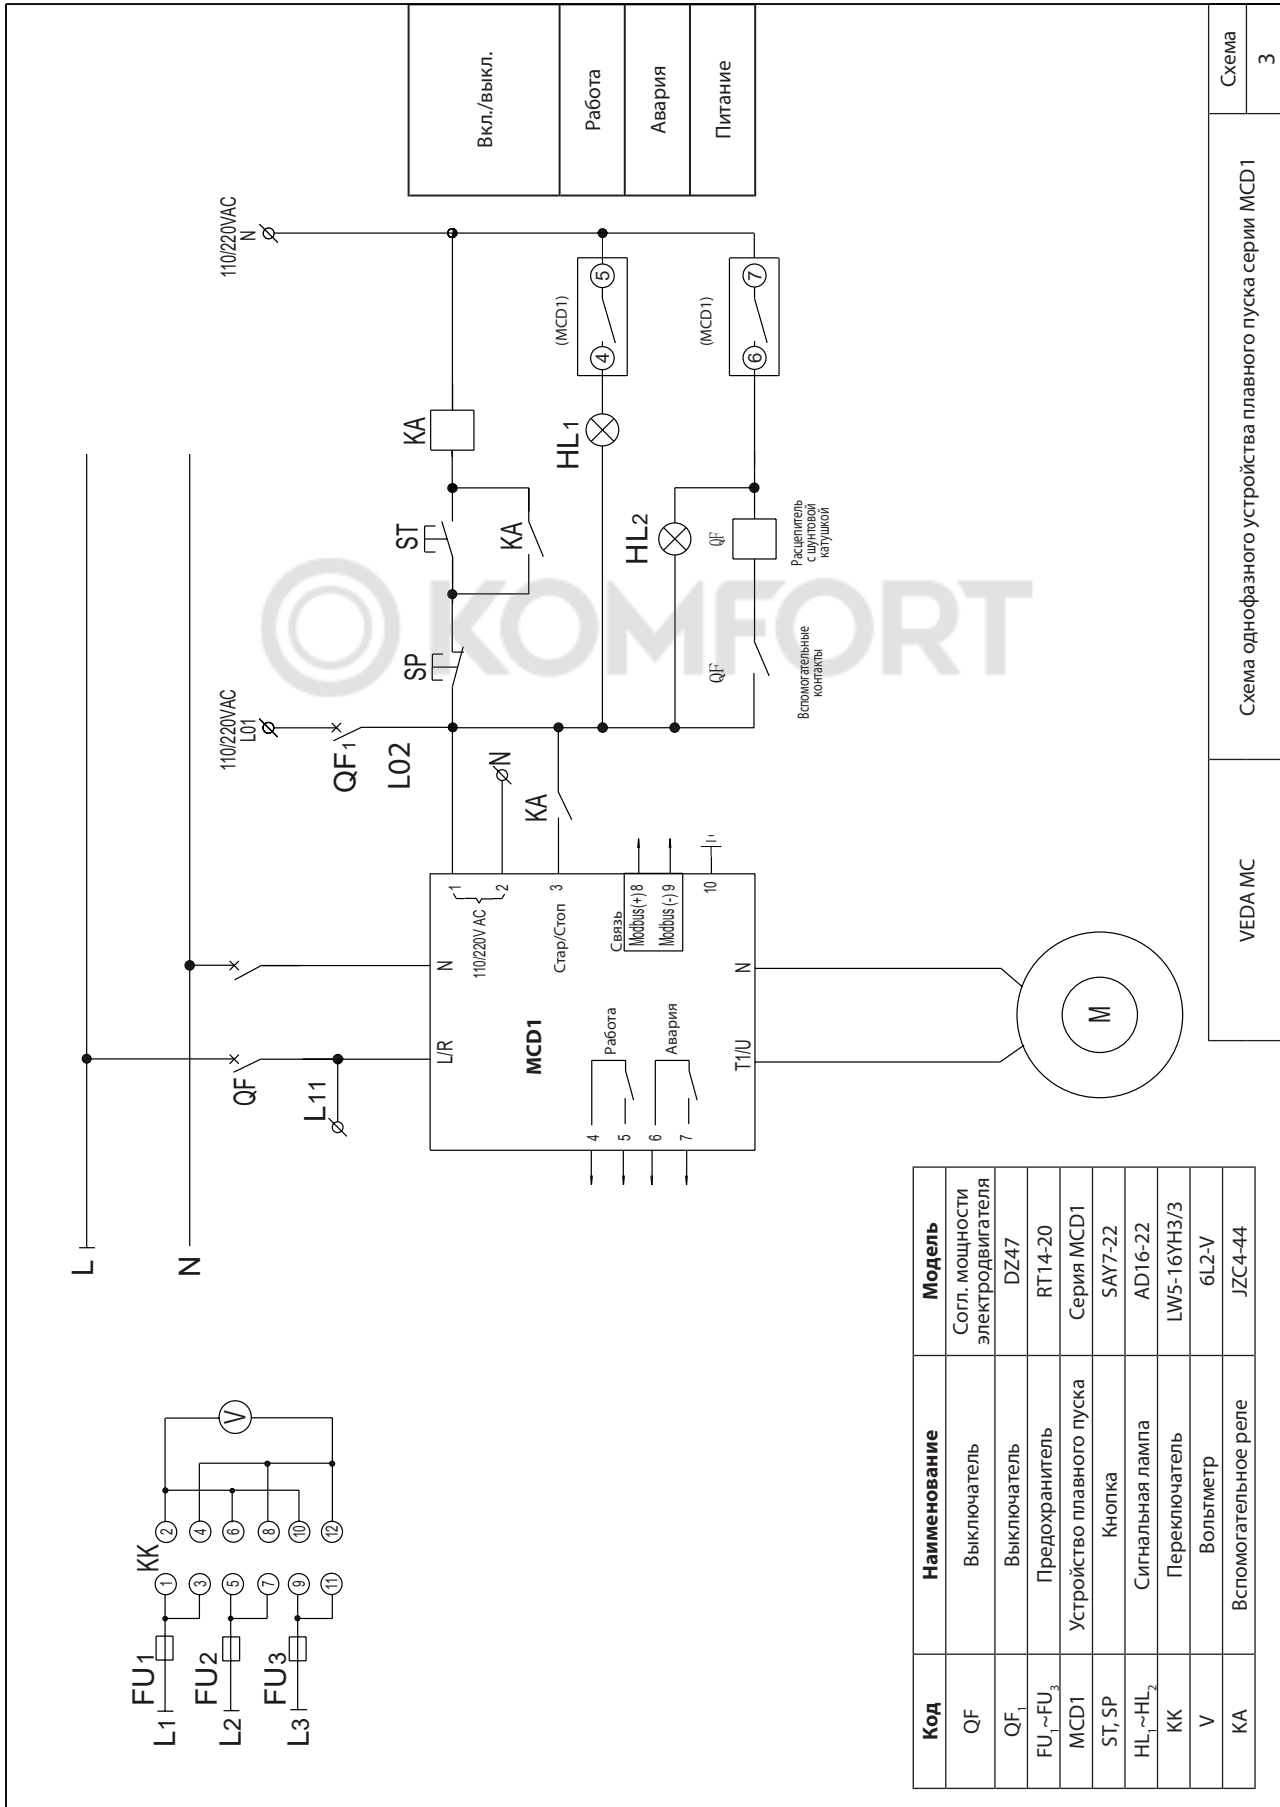 L1
L2
L3
FU1
FU2
FU3
KK
1
3
5
7
9
11
2
4
6
8
10
12
V
L
N
QF
L11
110/220VAC
L01
QF1
L02
110/220VAC
N
N
SP
ST
KA
KA
KA
HL1
HL2
(MCD1)
4
5
(MCD1)
6
7
QF
Расцепитель
с шунтовой
катушкой
QF
Вспомогательные
контакты
Вкл./выкл.
Работа
Авария
Питание
L/R
N
MCD1
1
2
110/220V AC
3
Стар/Стоп
Связь
Modbus(+) 8
Modbus (-) 9
10
4
5
6
7
Работа
Авария
T1/U
N
M
KOMFORT
Код Наименование Модель
QF Выключатель Согл. мощности
электродвигателя
QF1 Выключатель DZ47
FU1~FU3 Предохранитель RT14-20
MCD1 Устройство плавного пуска Серия MCD1
ST, SP Кнопка SAY7-22
HL1~HL2 Сигнальная лампа AD16-22
KK Переключатель LW5-16YH3/3
V Вольтметр 6L2-V
KA Вспомогательное реле JZC4-44
VEDA MC
Схема однофазного устройства плавного пуска серии MCD1
Схема
3